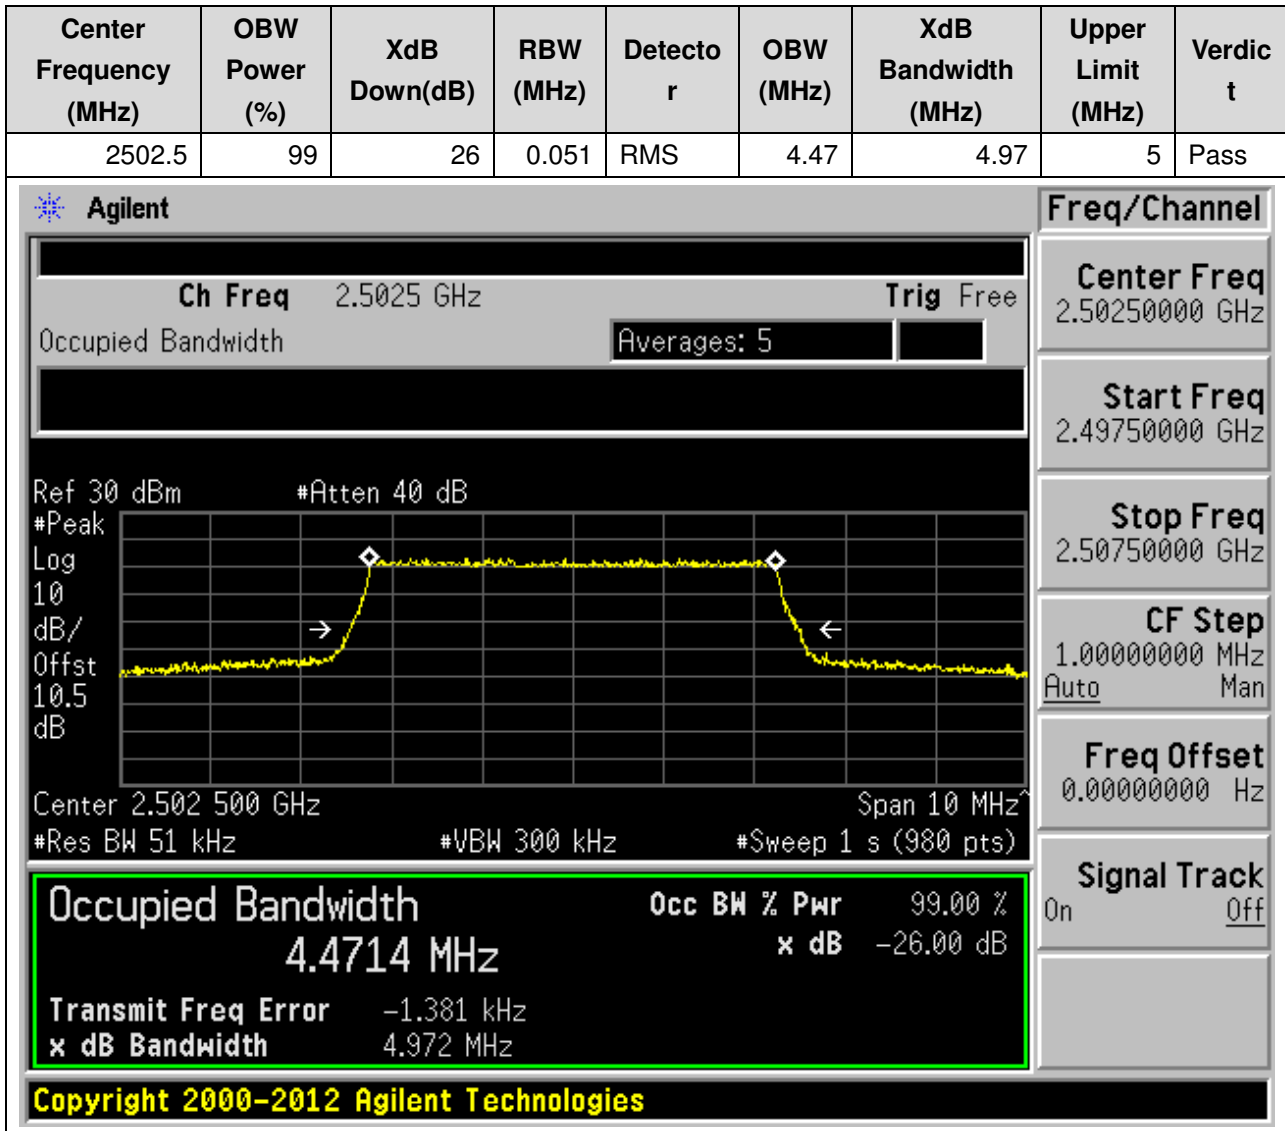 Center Frequency (MHz) OBW Power (%) XdB Down(dB) RBW (MHz) Detecto r OBW (MHz) XdB Bandwidth (MHz) Upper Limit (MHz) Verdic t
2502.5 99 26 0.051 RMS 4.47 4.97 5 Pass
Agilent
Freq/Channel
Ch Freq 2.5025 GHz Trig Free
Occupied Bandwidth Averages: 5
Center Freq
2.50250000 GHz
Start Freq
2.49750000 GHz
Stop Freq
2.50750000 GHz
CF Step
1.00000000 MHz
Auto Man
Freq Offset
0.00000000 Hz
Signal Track
On Off
Ref 30 dBm #Atten 40 dB
#Peak
Log
10
dB/
Offst
10.5
dB
Center 2.502 500 GHz Span 10 MHz^
#Res BW 51 kHz #VBW 300 kHz #Sweep 1 s (980 pts)
Occupied Bandwidth Occ BW % Pwr 99.00 %
4.4714 MHz x dB -26.00 dB
Transmit Freq Error -1.381 kHz
x dB Bandwidth 4.972 MHz
Copyright 2000-2012 Agilent Technologies